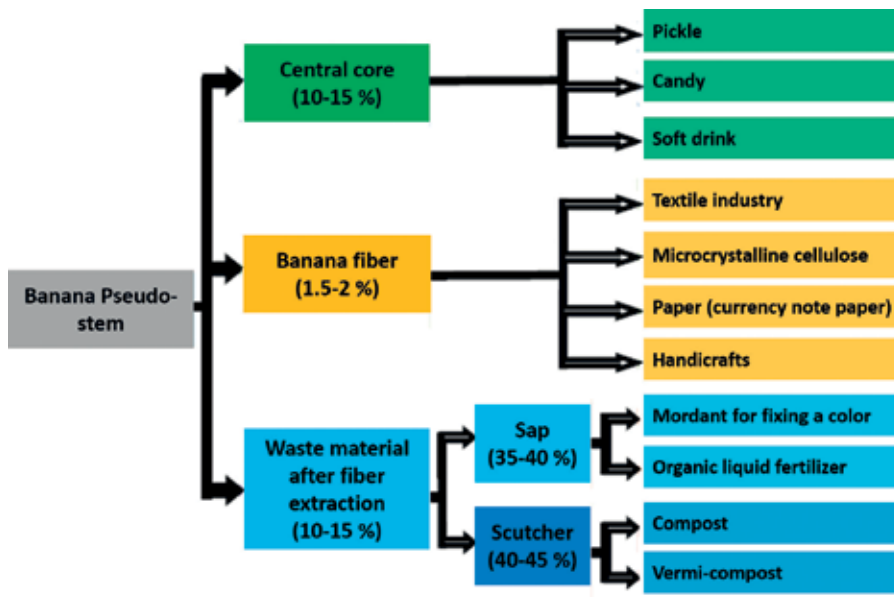 Banana Pseudo-
stem
Central core
(10-15 %)
Pickle
Candy
Soft drink
Banana fiber
(1.5-2 %)
Textile industry
Microcrystalline cellulose
Paper (currency note paper)
Handicrafts
Waste material
after fiber
extraction
(10-15 %)
Sap
(35-40 %)
Mordant for fixing a color
Organic liquid fertilizer
Scutcher
(40-45 %)
Compost
Vermi-compost